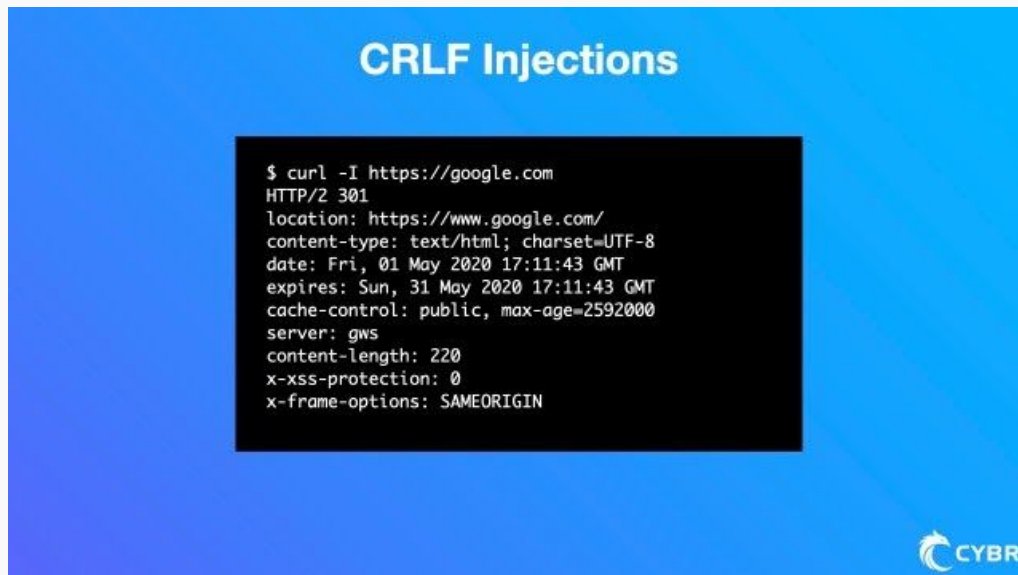 CRLF Injections
$ curl -I https://google.com
HTTP/2 301
location: https://www.google.com/
content-type: text/html; charset=UTF-8
date: Fri, 01 May 2020 17:11:43 GMT
expires: Sun, 31 May 2020 17:11:43 GMT
cache-control: public, max-age=2592000
server: gws
content-length: 220
x-xss-protection: 0
x-frame-options: SAMEORIGIN
CYBR